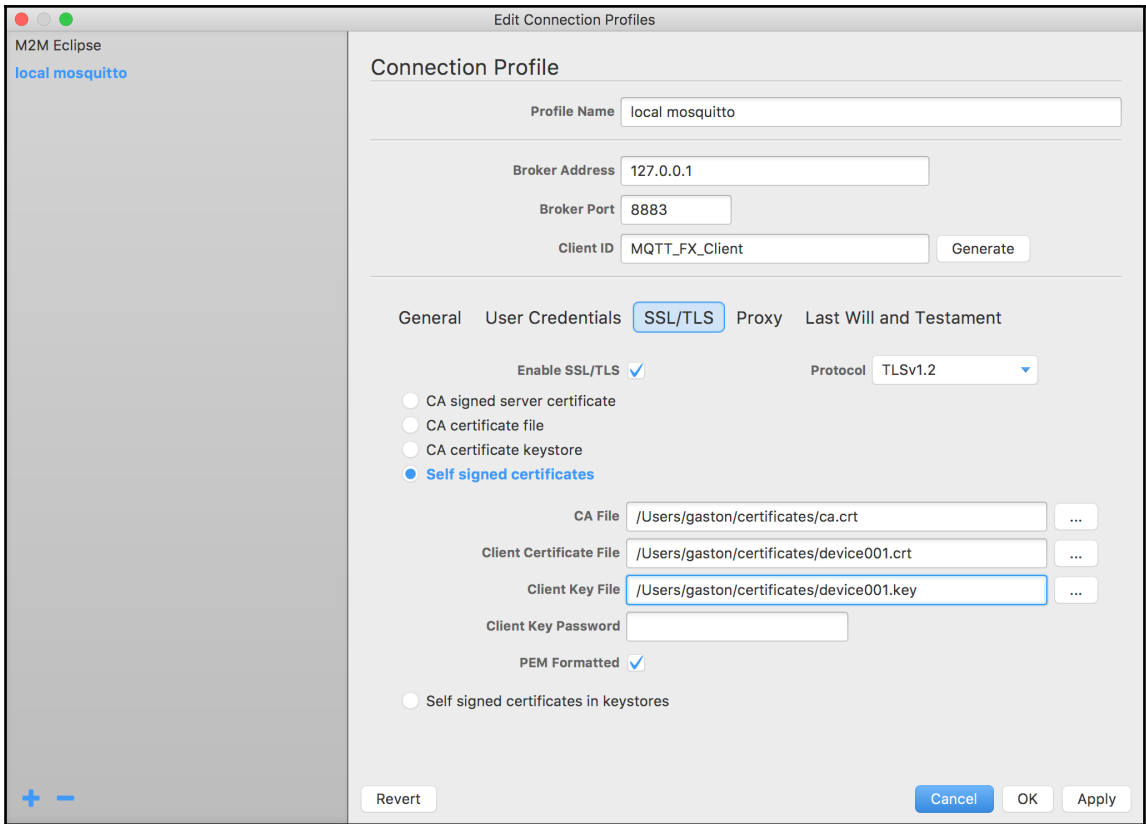 Edit Connection Profiles
M2M Eclipse
local mosquitto
Connection Profile
Profile Name local mosquitto
Broker Address 127.0.0.1
Broker Port 8883
Client ID MQTT_FX_Client Generate
General User Credentials SSL/TLS Proxy Last Will and Testament
Enable SSL/TLS Protocol TLSv1.2
CA signed server certificate
CA certificate file
CA certificate keystore
Self signed certificates
CA File /Users/gaston/certificates/ca.crt ...
Client Certificate File /Users/gaston/certificates/device001.crt ...
Client Key File /Users/gaston/certificates/device001.key ...
Client Key Password
PEM Formatted
Self signed certificates in keystores
Revert Cancel OK Apply